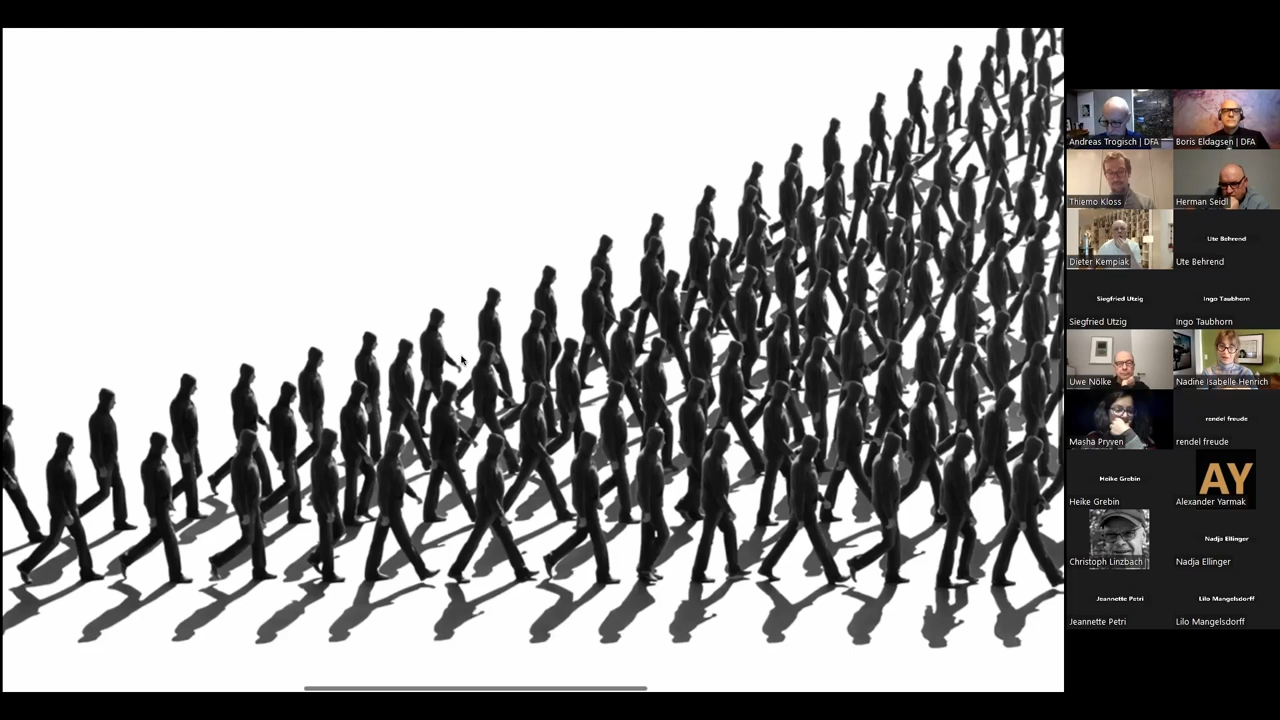 Andreas Trogisch | DFA
Boris Eldagsen | DFA
Thiemo Kloss
Herman Seidl
Dieter Kempiak
Ute Behrend
Ute Behrend
Siegfried Utzig
Ingo Taubhorn
Siegfried Utzig
Ingo Taubhorn
Uwe Nölke
Nadine Isabelle Henrich
Masha Pryven
rendel freude
rendel freude
Heike Grebin
Heike Grebin
AY
Alexander Yarmak
Christoph Linzbach
Nadja Ellinger
Nadja Ellinger
Jeannette Petri
Lilo Mangelsdorff
Jeannette Petri
Lilo Mangelsdorff